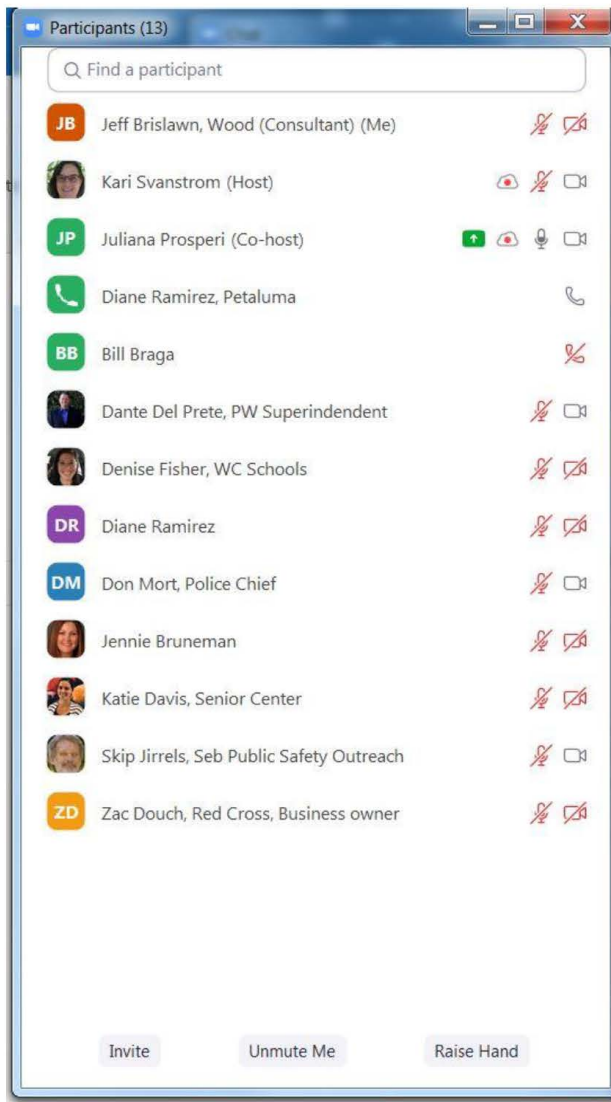 Participants (13)
Find a participant
JB Jeff Brislawn, Wood (Consultant) (Me)
Kari Svanstrom (Host)
JP Juliana Prosperi (Co-host)
Diane Ramirez, Petaluma
BB Bill Braga
Dante Del Prete, PW Superindendent
Denise Fisher, WC Schools
DR Diane Ramirez
DM Don Mort, Police Chief
Jennie Bruneman
Katie Davis, Senior Center
Skip Jirrels, Seb Public Safety Outreach
ZD Zac Douch, Red Cross, Business owner
Invite Unmute Me Raise Hand